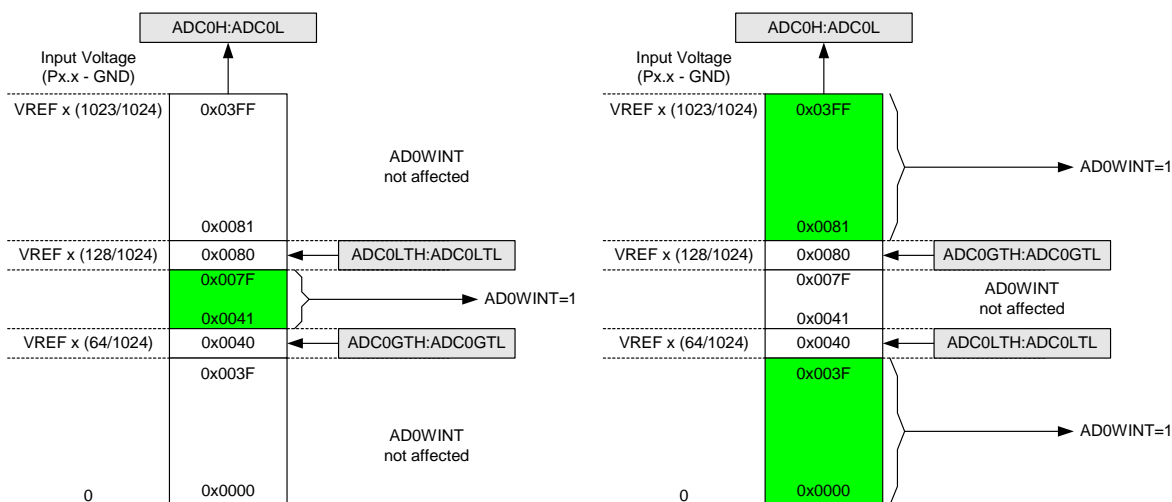 ADC0H:ADC0L
Input Voltage
(Px.x - GND)
VREF x (1023/1024)
0x03FF
AD0WINT
not affected
0x0081
VREF x (128/1024)
0x0080
ADC0LTH:ADC0LTL
0x007F
AD0WINT=1
0x0041
VREF x (64/1024)
0x0040
ADC0GTH:ADC0GTL
0x003F
AD0WINT
not affected
0
0x0000
ADC0H:ADC0L
Input Voltage
(Px.x - GND)
VREF x (1023/1024)
0x03FF
AD0WINT=1
0x0081
VREF x (128/1024)
0x0080
ADC0GTH:ADC0GTL
0x007F
AD0WINT
not affected
0x0041
VREF x (64/1024)
0x0040
ADC0LTH:ADC0LTL
0x003F
AD0WINT=1
0
0x0000